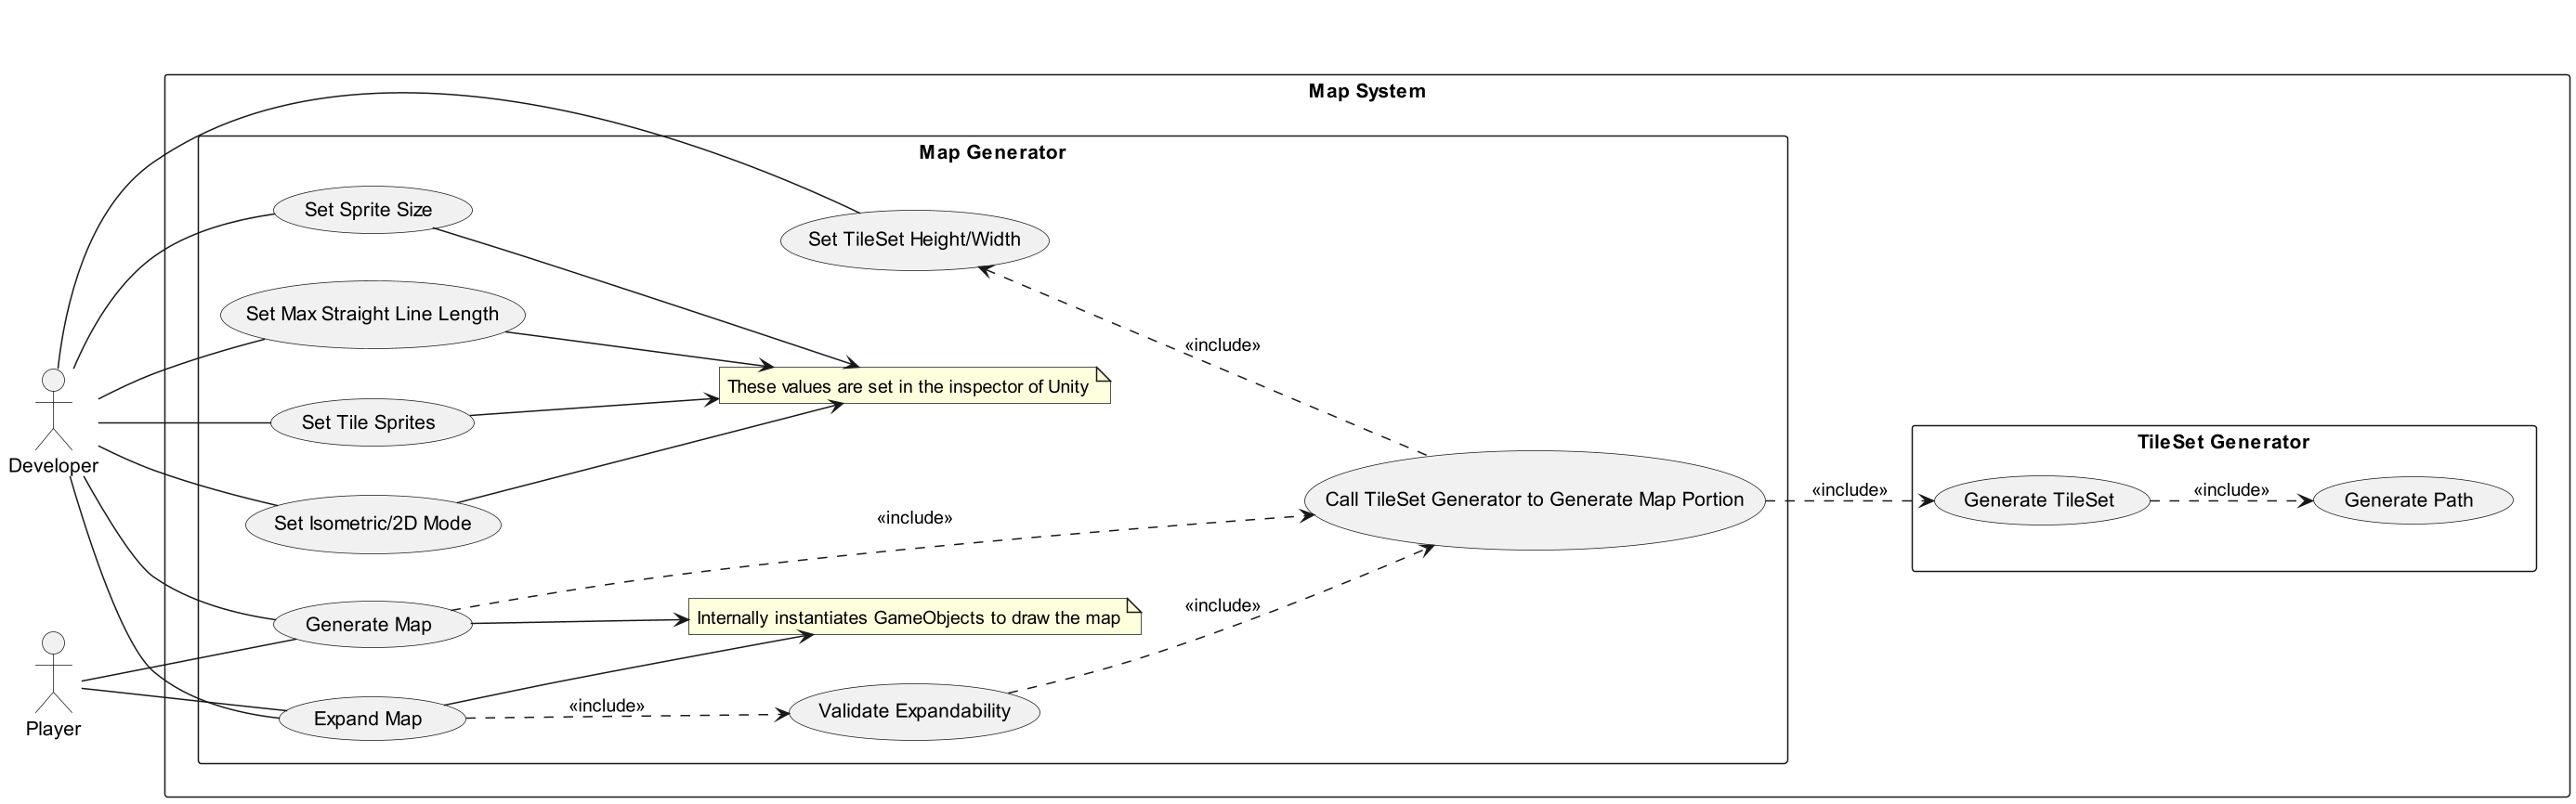 Map System
Map Generator
Set Sprite Size
Set TileSet Height/Width
Set Max Straight Line Length
«include»
These values are set in the inspector of Unity
Set Tile Sprites
Developer
TileSet Generator
Set Isometric/2D Mode
«include»
Call TileSet Generator to Generate Map Portion
«include»
Generate TileSet
«include»
Generate Path
Generate Map
Internally instantiates GameObjects to draw the map
«include»
Expand Map
«include»
Validate Expandability
Player